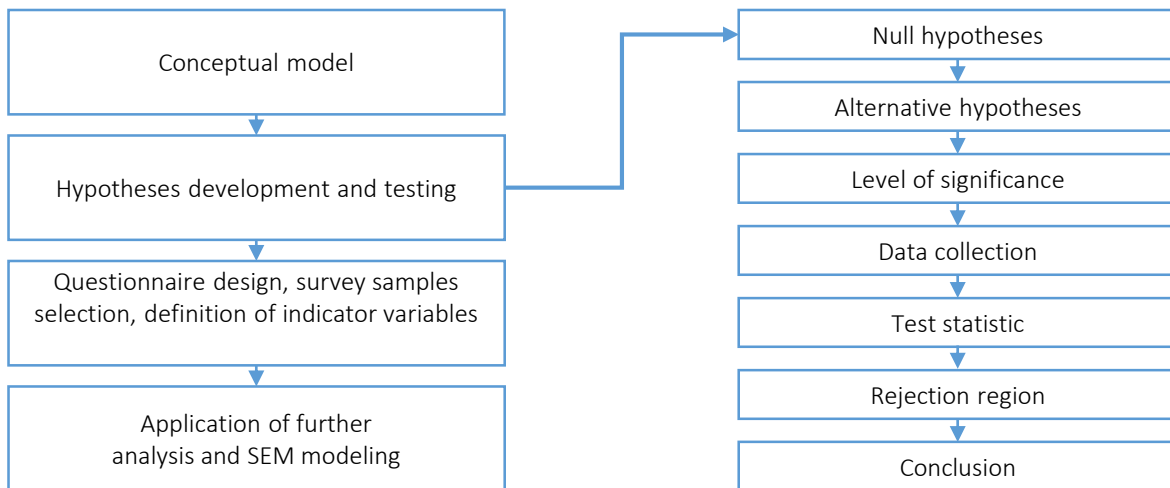 Conceptual model
Hypotheses development and testing
Questionnaire design, survey samples
selection, definition of indicator variables
Application of further
analysis and SEM modeling
Null hypotheses
Alternative hypotheses
Level of significance
Data collection
Test statistic
Rejection region
Conclusion